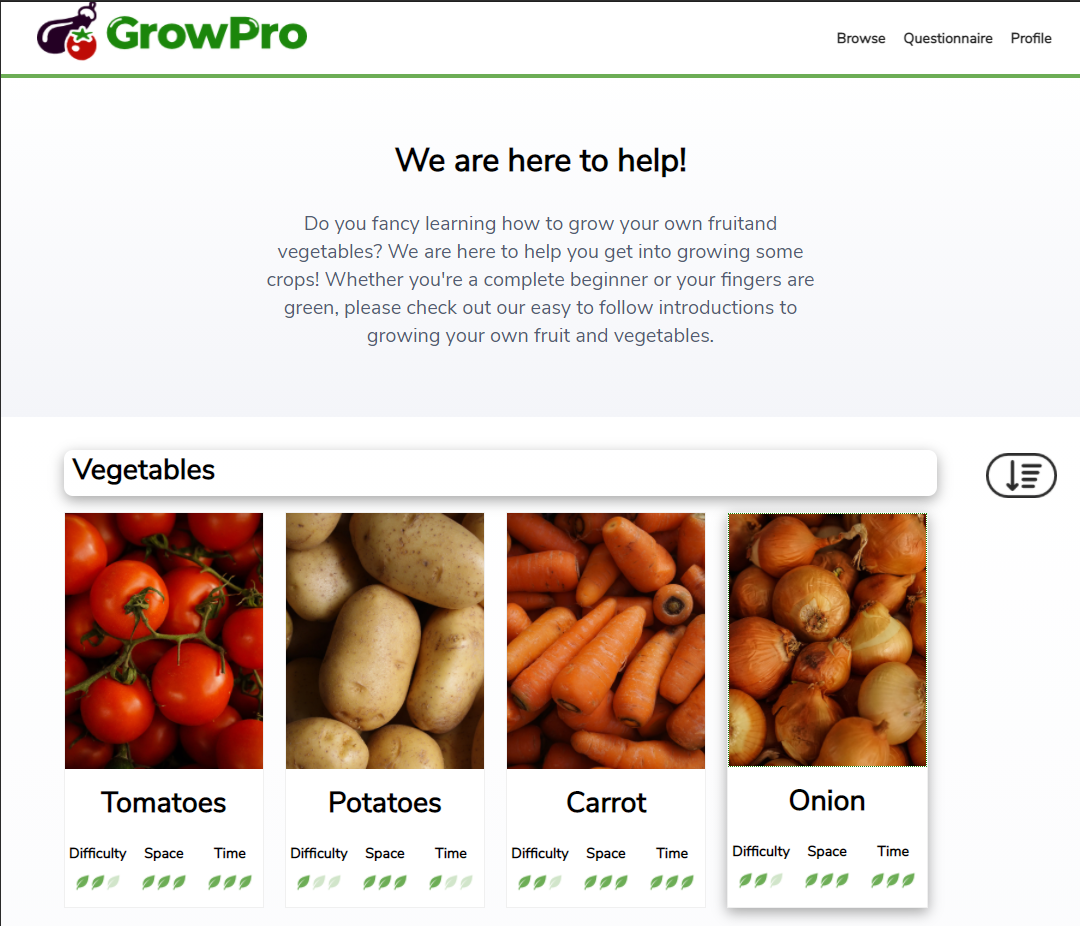 GrowPro
Browse Questionnaire Profile
We are here to help!
Do you fancy learning how to grow your own fruitand
vegetables? We are here to help you get into growing some
crops! Whether you're a complete beginner or your fingers are
green, please check out our easy to follow introductions to
growing your own fruit and vegetables.
Vegetables
Tomatoes
Difficulty Space Time
Potatoes
Difficulty Space Time
Carrot
Difficulty Space Time
Onion
Difficulty Space Time